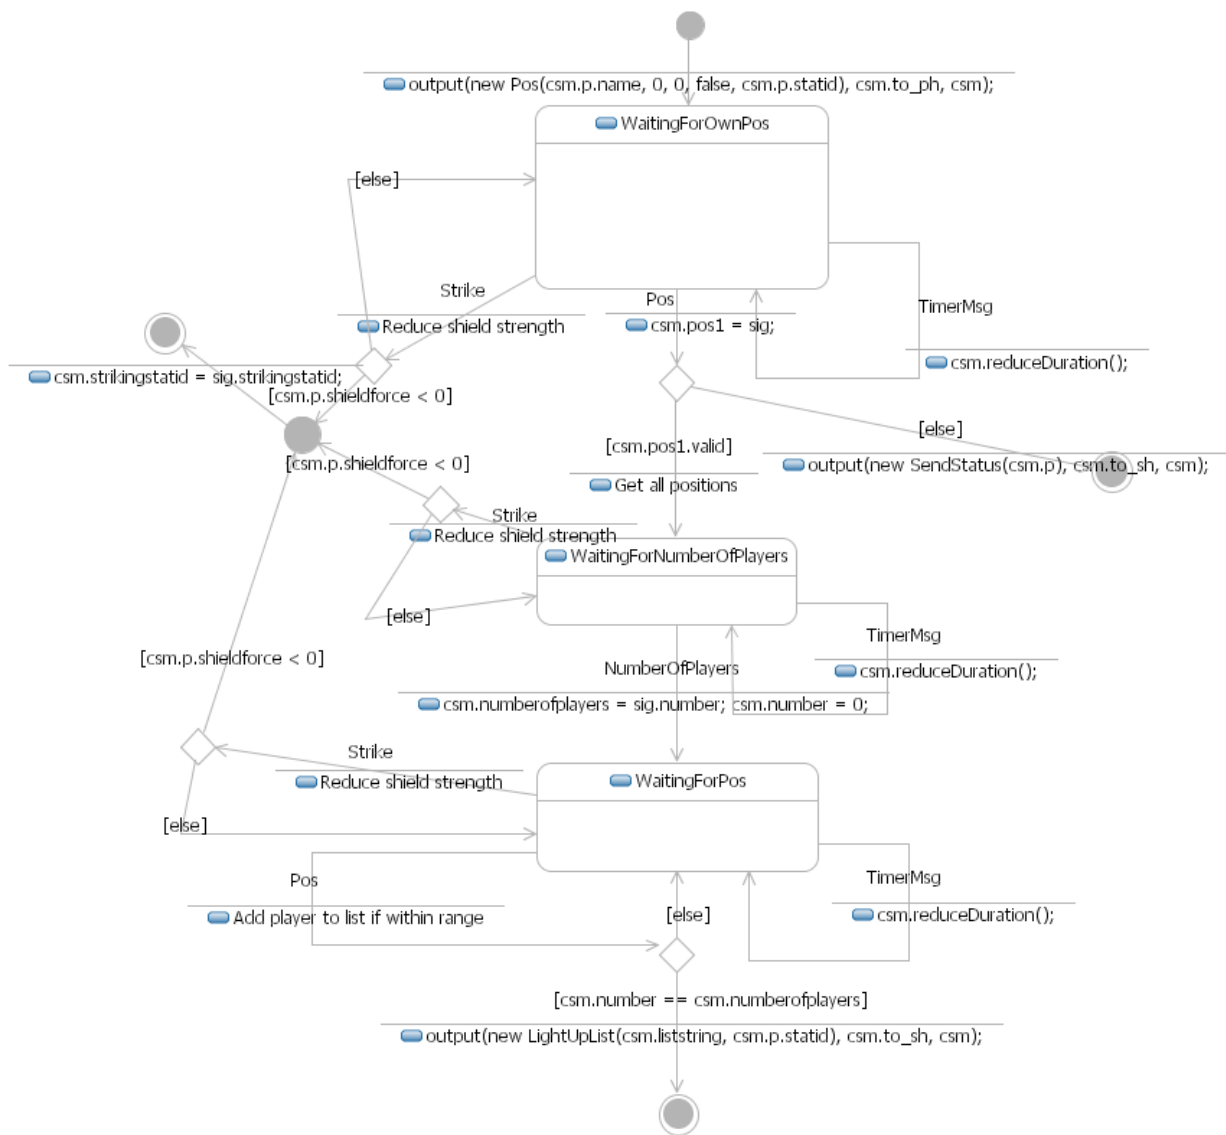 output(new Pos(csm.p.name, 0, 0, false, csm.p.statid), csm.to_ph, csm);
WaitingForOwnPos
[else]
Strike
Reduce shield strength
Pos
csm.pos1 = sig;
TimerMsg
csm.reduceDuration();
csm.strikingstatid = sig.strikingstatid;
[csm.p.shieldforce < 0]
[else]
[csm.pos1.valid]
Get all positions
output(new SendStatus(csm.p), csm.to_sh, csm);
[csm.p.shieldforce < 0]
Strike
Reduce shield strength
WaitingForNumberOfPlayers
[else]
TimerMsg
csm.reduceDuration();
[csm.p.shieldforce < 0]
NumberOfPlayers
csm.numberofplayers = sig.number; csm.number = 0;
Strike
Reduce shield strength
WaitingForPos
[else]
Pos
Add player to list if within range
[else]
TimerMsg
csm.reduceDuration();
[csm.number == csm.numberofplayers]
output(new LightUpList(csm.liststring, csm.p.statid), csm.to_sh, csm);